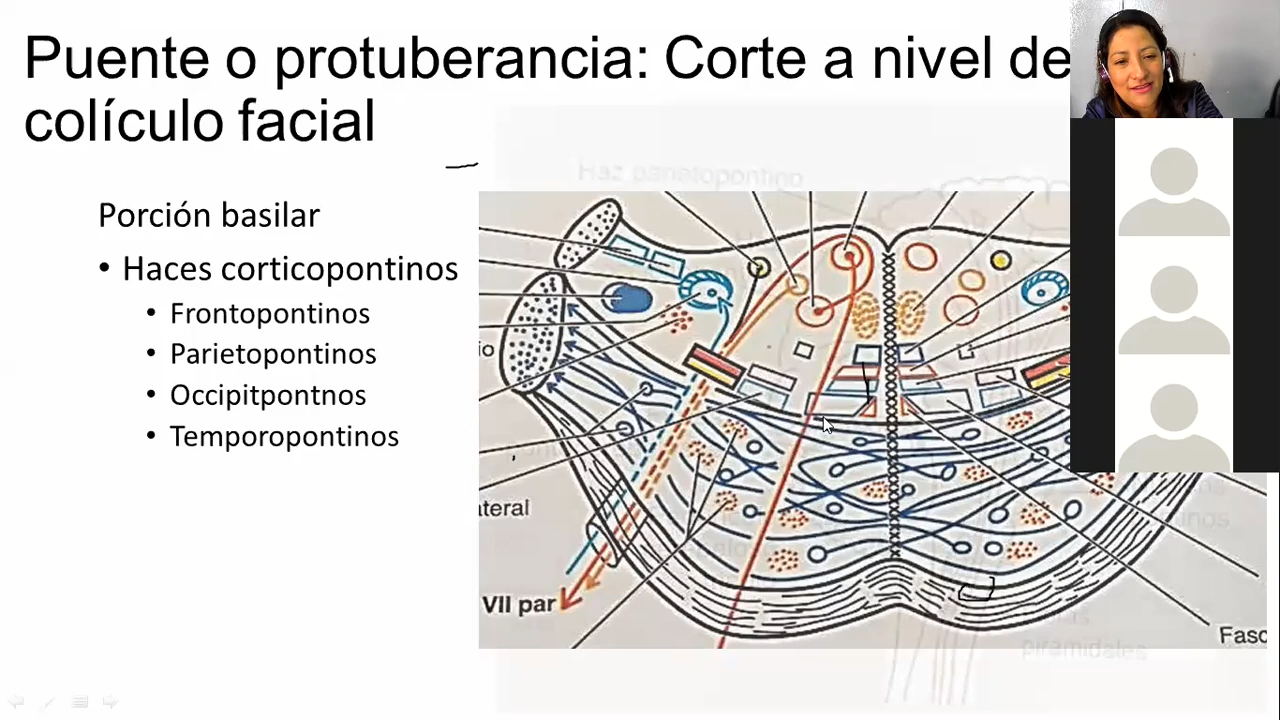 Puente o protuberancia: Corte a nivel de
colículo facial
Haz parietopontino
Porción basilar
• Haces corticopontinos
• Frontopontinos
• Parietopontinos
• Occipitpontnos
• Temporopontinos
io
ateral
VII par
Fasc
piramidales